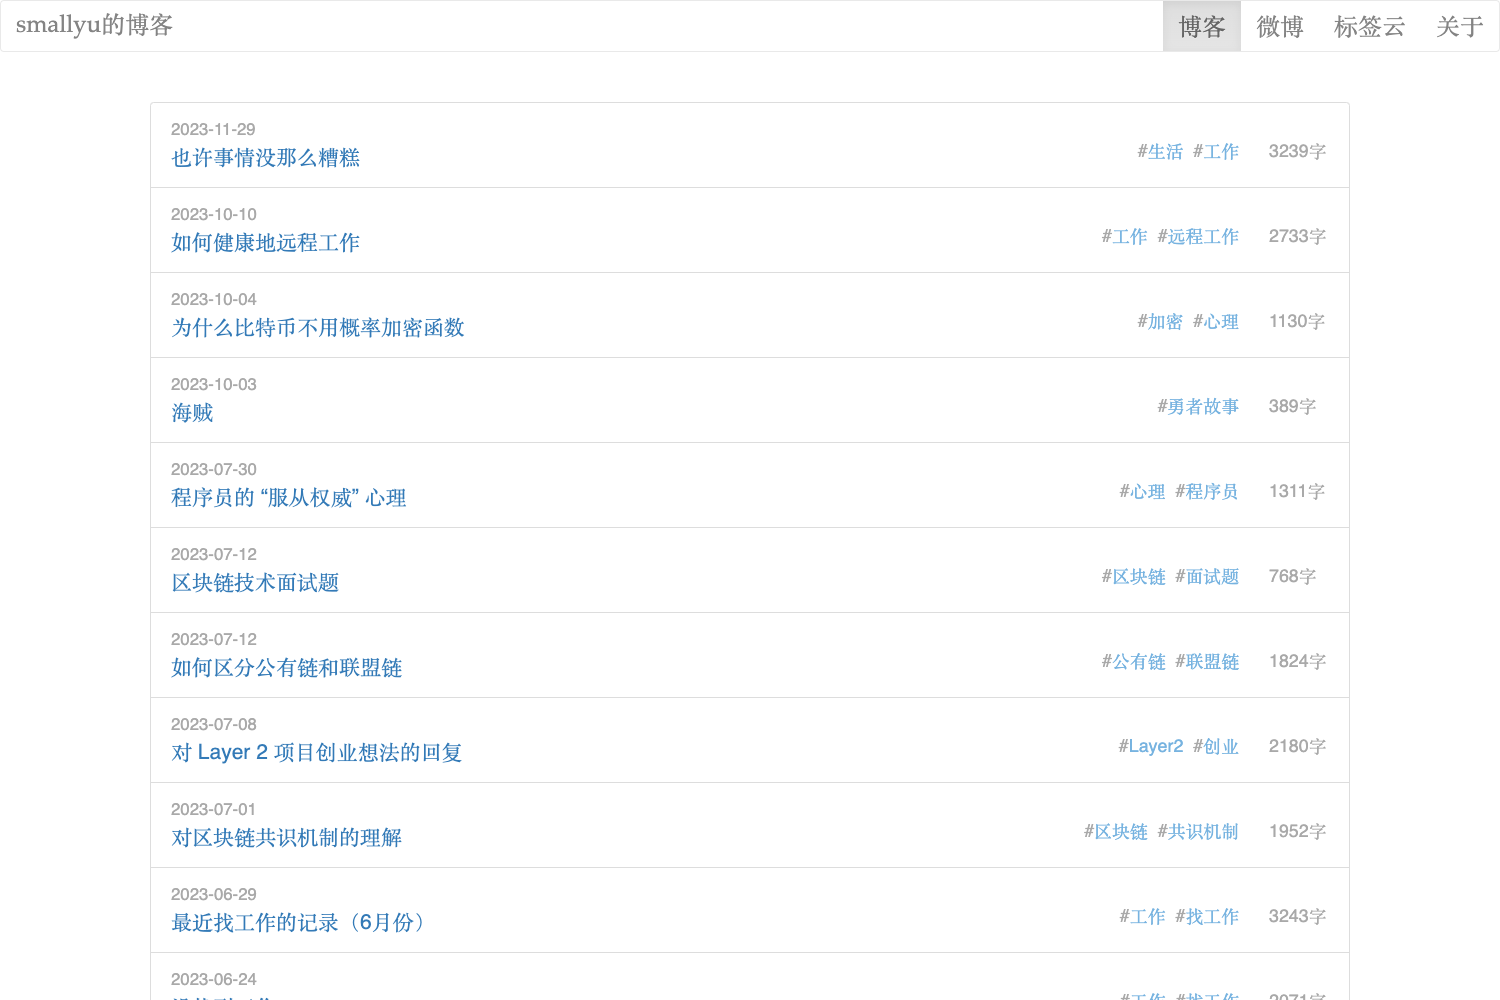 smallyu的博客
博客 微博 标签云 关于
2023-11-29
也许事情没那么糟糕
#生活 #工作 3239字
2023-10-10
如何健康地远程工作
#工作 #远程工作 2733字
2023-10-04
为什么比特币不用概率加密函数
#加密 #心理 1130字
2023-10-03
海贼
#勇者故事 389字
2023-07-30
程序员的 “服从权威” 心理
#心理 #程序员 1311字
2023-07-12
区块链技术面试题
#区块链 #面试题 768字
2023-07-12
如何区分公有链和联盟链
#公有链 #联盟链 1824字
2023-07-08
对 Layer 2 项目创业想法的回复
#Layer2 #创业 2180字
2023-07-01
对区块链共识机制的理解
#区块链 #共识机制 1952字
2023-06-29
最近找工作的记录（6月份）
#工作 #找工作 3243字
2023-06-24
#工作 #找工作